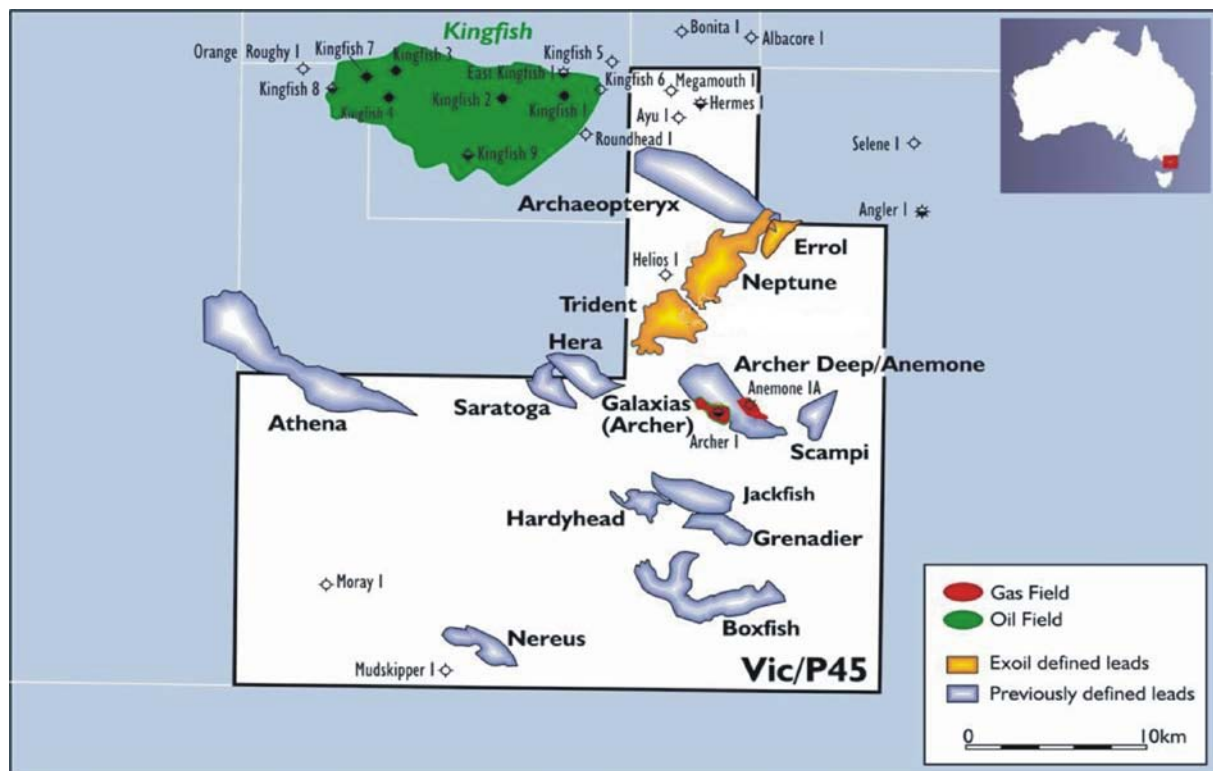 Kingfish
Bonita 1
Albacore 1
Orange Roughy 1
Kingfish 7
Kingfish 3
Kingfish 5
East Kingfish 1
Kingfish 8
Kingfish 6
Megamouth 1
Kingfish 4
Kingfish 2
Kingfish 1
Hermes 1
Ayu 1
Roundhead 1
Kingfish 9
Selene 1
Archaeopteryx
Angler 1
Errol
Helios 1
Neptune
Trident
Hera
Archer Deep/Anemone
Anemone 1A
Athena
Saratoga
Galaxias
(Archer)
Archer 1
Scampi
Jackfish
Hardyhead
Grenadier
Moray 1
Boxfish
Nereus
Mudskipper 1
Vic/P45
Gas Field
Oil Field
Exoil defined leads
Previously defined leads
0
10km